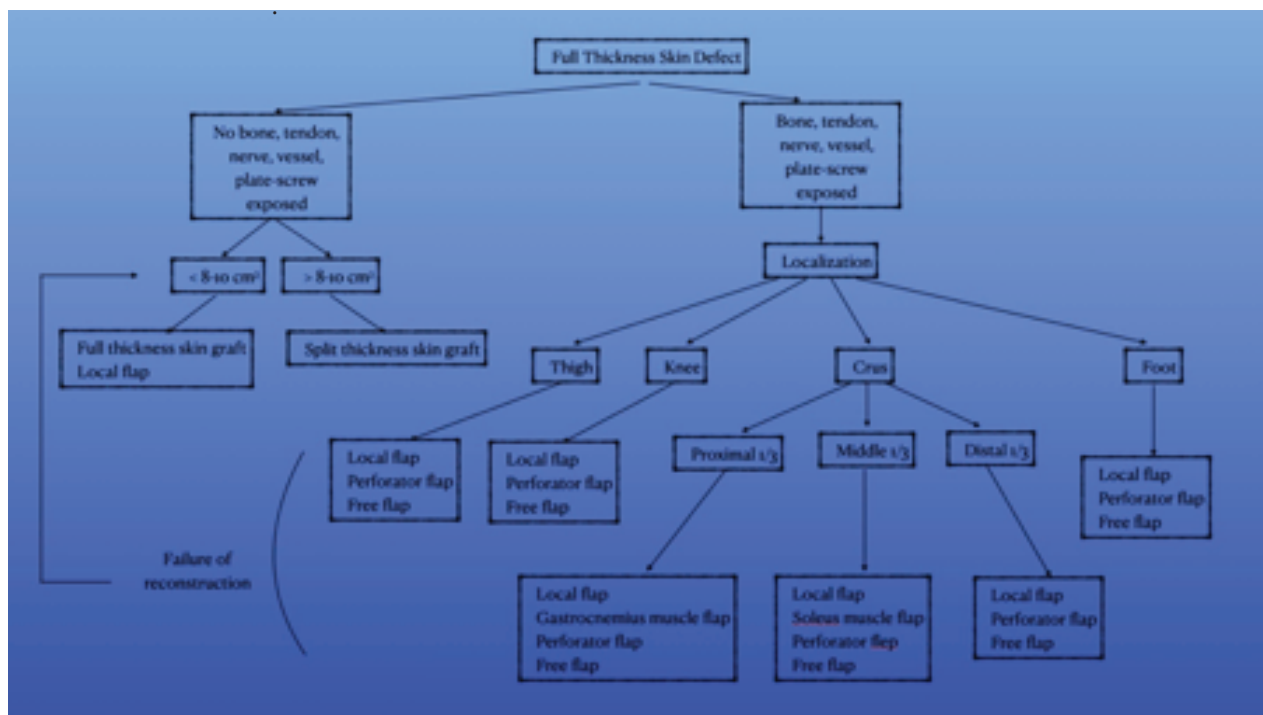 Full Thickness Skin Defect
No bone, tendon,
nerve, vessel,
plate-screw
exposed
Bone, tendon,
nerve, vessel,
plate-screw
exposed
< 8-10 cm²
> 8-10 cm²
Localization
Full thickness skin graft
Local flap
Split thickness skin graft
Thigh
Knee
Crus
Foot
Proximal 1/3
Middle 1/3
Distal 1/3
Local flap
Perforator flap
Free flap
Local flap
Perforator flap
Free flap
Local flap
Perforator flap
Free flap
Failure of
reconstruction
Local flap
Gastrocnemius muscle flap
Perforator flap
Free flap
Local flap
Soleus muscle flap
Perforator flep
Free flap
Local flap
Perforator flap
Free flap